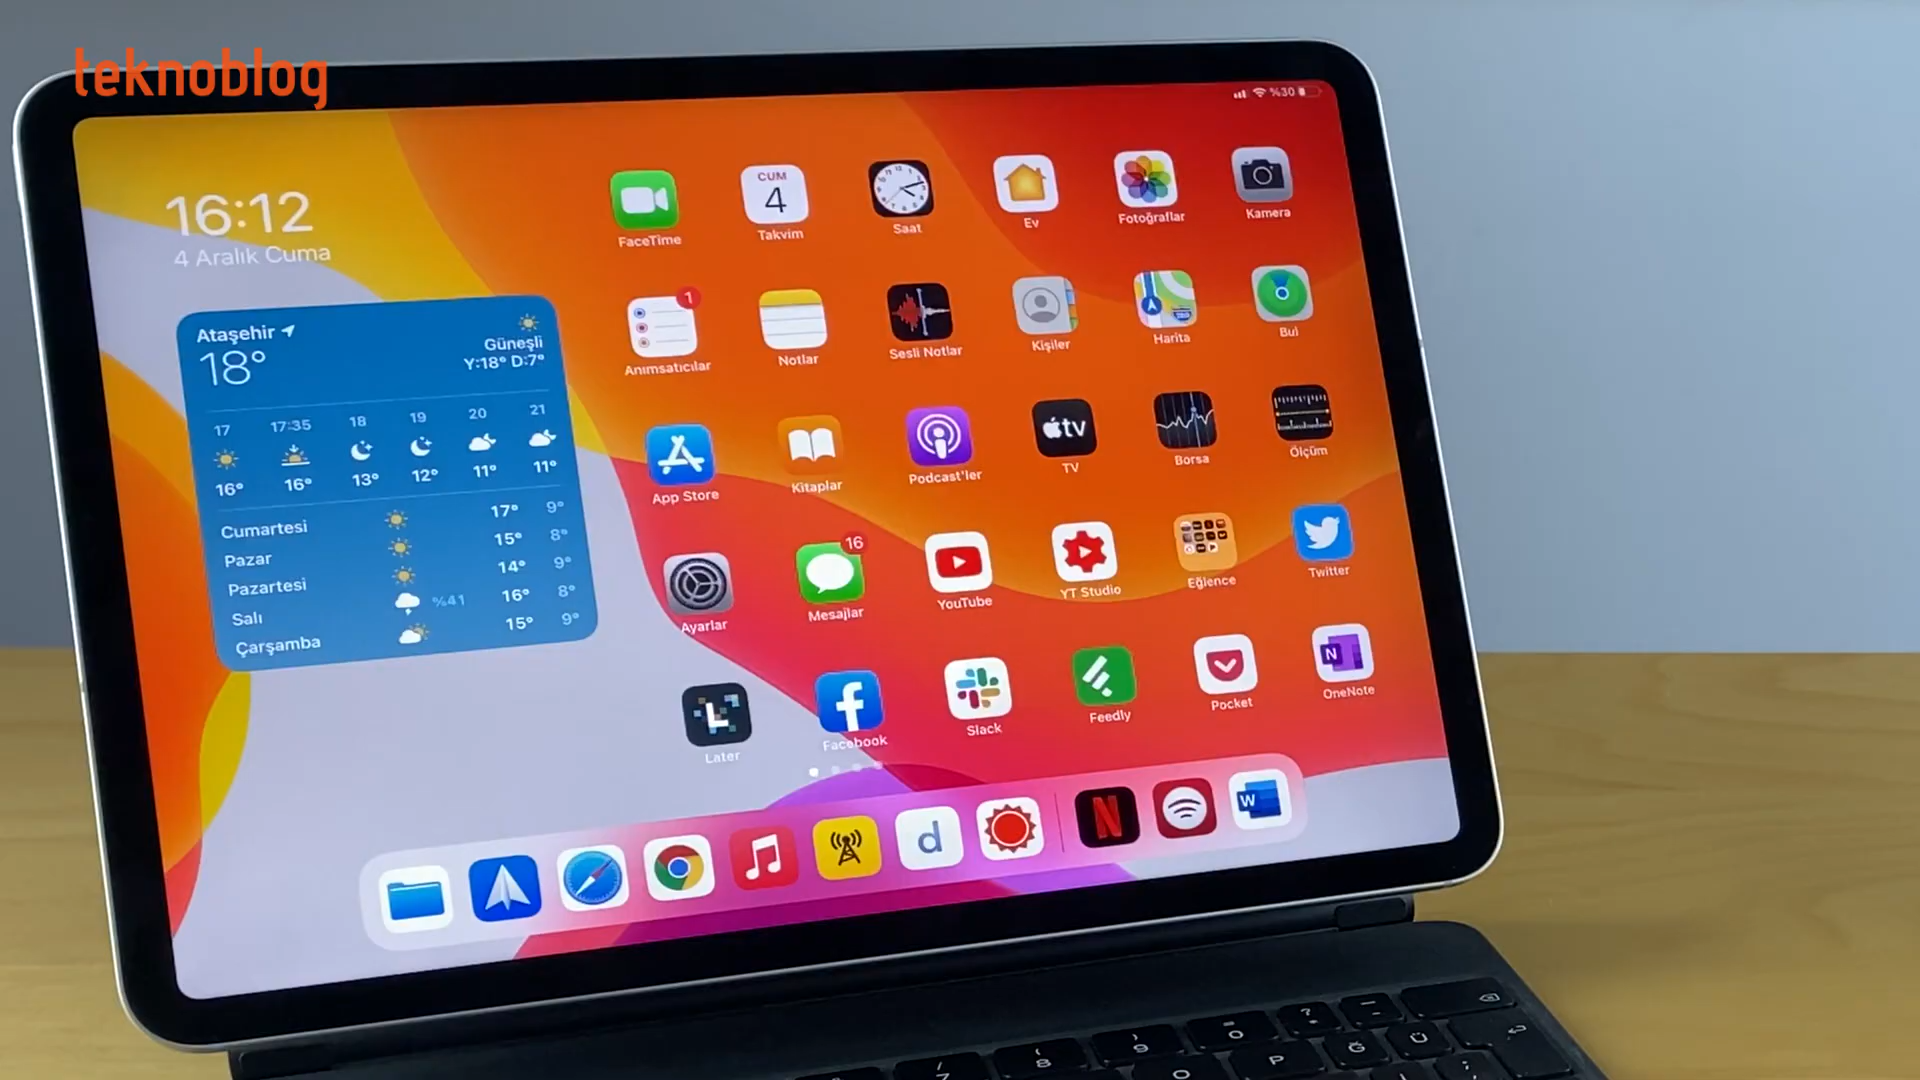 teknoblog
%30
16:12
4 Aralık Cuma
Ataşehir
18°
Güneşli
Y:18° D:7°
17 17:35 18 19 20 21
16° 16° 13° 12° 11° 11°
Cumartesi 17° 9°
Pazar 15° 8°
Pazartesi 14° 9°
Salı %41 16° 8°
Çarşamba 15° 9°
CUM
4
FaceTime Takvim Saat Ev Fotoğraflar Kamera
1
Anımsatıcılar Notlar Sesli Notlar Kişiler Harita Bul
tv
App Store Kitaplar Podcast'ler TV Borsa Ölçüm
16
Ayarlar Mesajlar YouTube YT Studio Eğlence Twitter
L
f
N
Later Facebook Slack Feedly Pocket OneNote
d
N
W
? _
7 ( 8 ) 9 = 0
O P Ğ Ü